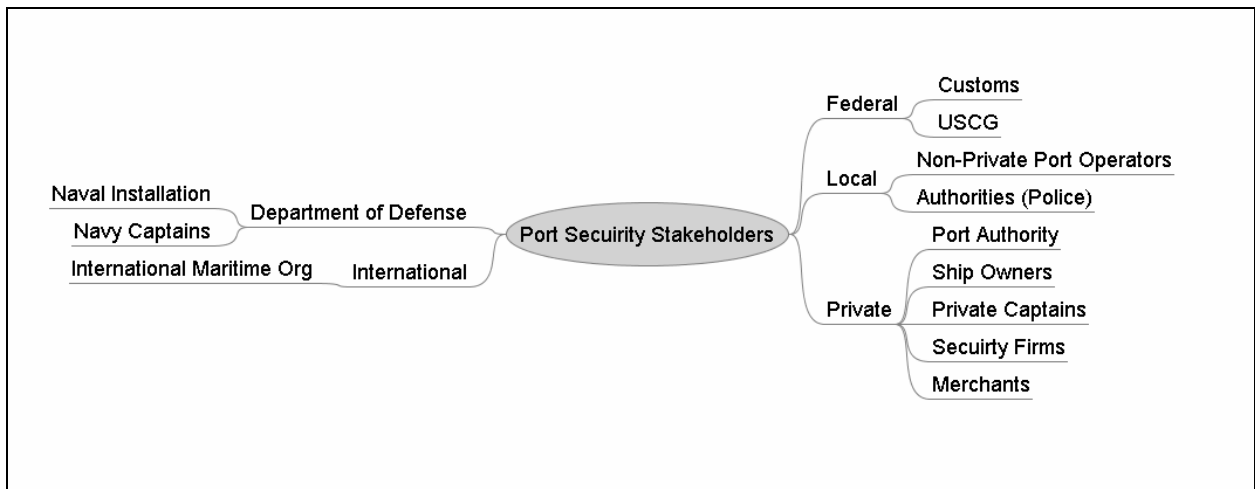 Naval Installation
Navy Captains
Department of Defense
International Maritime Org
International
Port Secuirity Stakeholders
Federal
Customs
USCG
Local
Non-Private Port Operators
Authorities (Police)
Private
Port Authority
Ship Owners
Private Captains
Secuirty Firms
Merchants